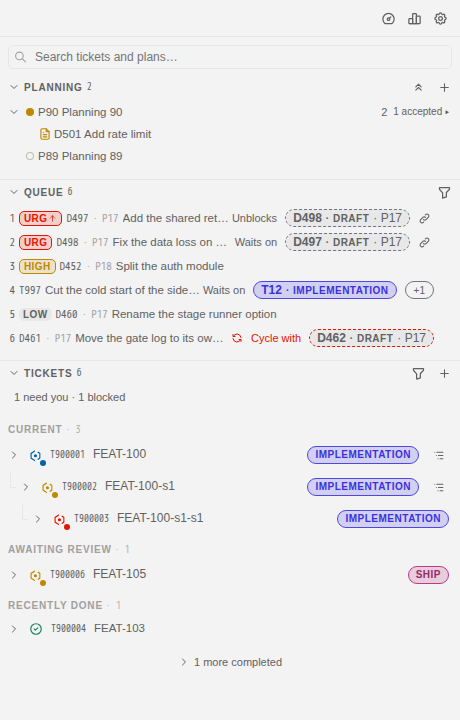 Search tickets and plans…
PLANNING 2
P90 Planning 90 2 1 accepted ▸
D501 Add rate limit
P89 Planning 89
QUEUE 6
1 URG↑ D497 · P17 Add the shared ret… Unblocks D498 · DRAFT · P17
2 URG D498 · P17 Fix the data loss on … Waits on D497 · DRAFT · P17
3 HIGH D452 · P18 Split the auth module
4 T997 Cut the cold start of the side… Waits on T12 · IMPLEMENTATION +1
5 LOW D460 · P17 Rename the stage runner option
6 D461 · P17 Move the gate log to its ow… Cycle with D462 · DRAFT · P17
TICKETS 6
1 need you · 1 blocked
CURRENT · 3
T900001 FEAT-100 IMPLEMENTATION
T900002 FEAT-100-s1 IMPLEMENTATION
T900003 FEAT-100-s1-s1 IMPLEMENTATION
AWAITING REVIEW · 1
T900006 FEAT-105 SHIP
RECENTLY DONE · 1
T900004 FEAT-103
1 more completed